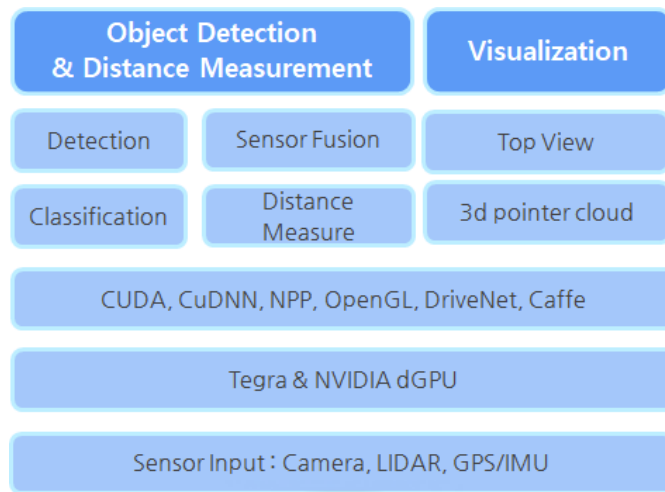 Object Detection
& Distance Measurement
Visualization
Detection
Sensor Fusion
Top View
Classification
Distance
Measure
3d pointer cloud
CUDA, CuDNN, NPP, OpenGL, DriveNet, Caffe
Tegra & NVIDIA dGPU
Sensor Input : Camera, LIDAR, GPS/IMU